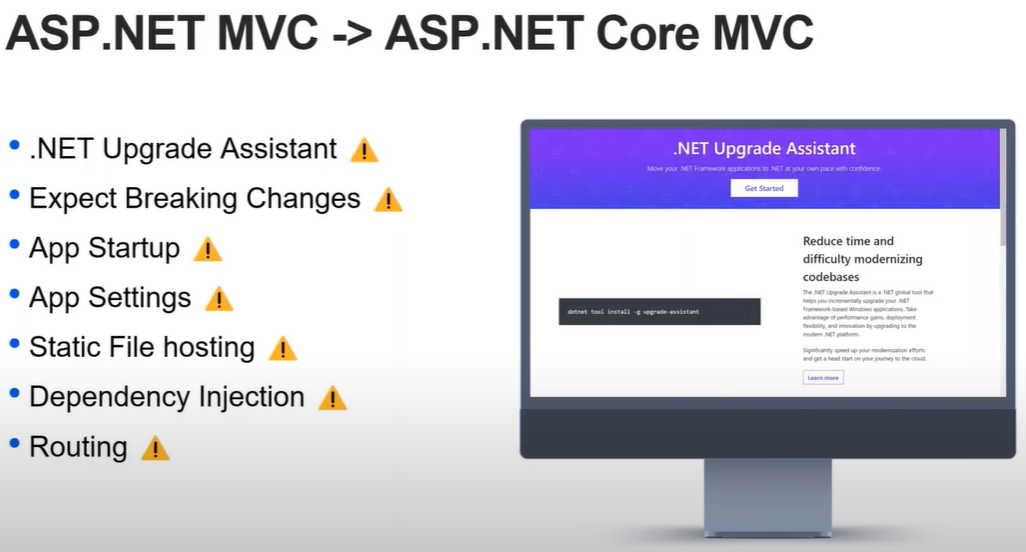 ASP.NET MVC -> ASP.NET Core MVC
.NET Upgrade Assistant
Expect Breaking Changes
App Startup
App Settings
Static File hosting
Dependency Injection
Routing
.NET Upgrade Assistant
Move your .NET Framework applications to .NET at your own pace with confidence
Get Started
dotnet tool install -g upgrade-assistant
Reduce time and
difficulty modernizing
codebases
The .NET Upgrade Assistant is a .NET global tool that
helps you incrementally upgrade your .NET
Framework-based Windows applications. Take
advantage of performance gains, deployment
flexibility, and innovation by upgrading to the
modern .NET platform.
Significantly speed up your modernization efforts
and get a head start on your journey to the cloud.
Learn more